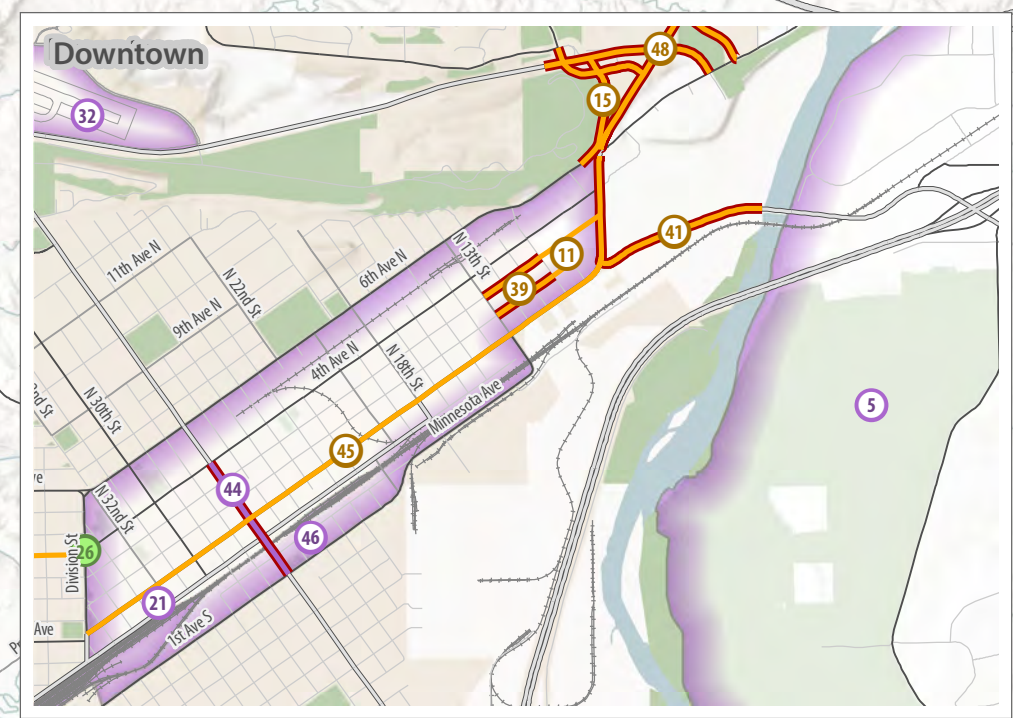 Downtown
48
15
32
41
11
39
11th Ave N
N 22nd St
6th Ave N
N 13th St
9th Ave N
4th Ave N
N 18th St
N 30th St
Minnesota Ave
5
45
44
N 32nd St
46
26
Division St
21
1st Ave S
Ave